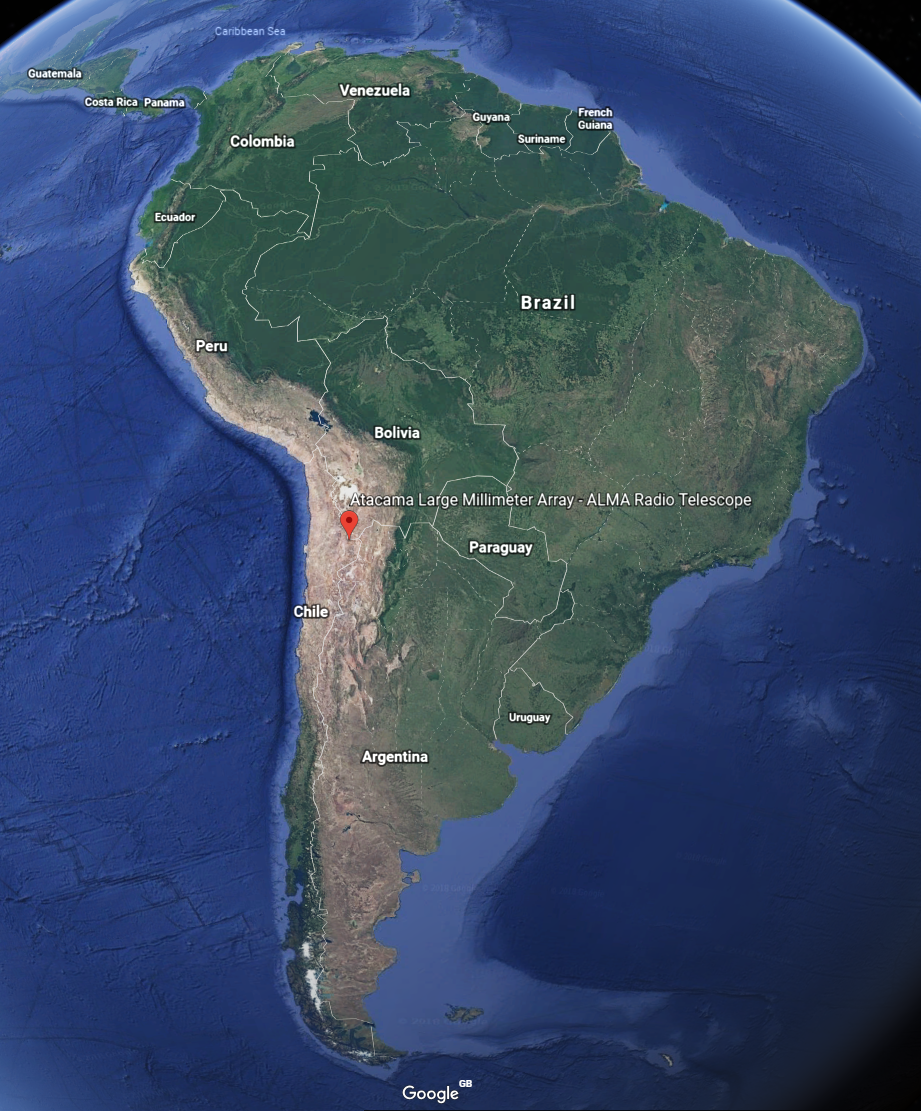 Caribbean Sea
Guatemala
Costa Rica
Panama
Venezuela
Guyana
French
Guiana
Suriname
Colombia
Ecuador
Brazil
Peru
Bolivia
Atacama Large Millimeter Array - ALMA Radio Telescope
Paraguay
Chile
Uruguay
Argentina
Google
GB